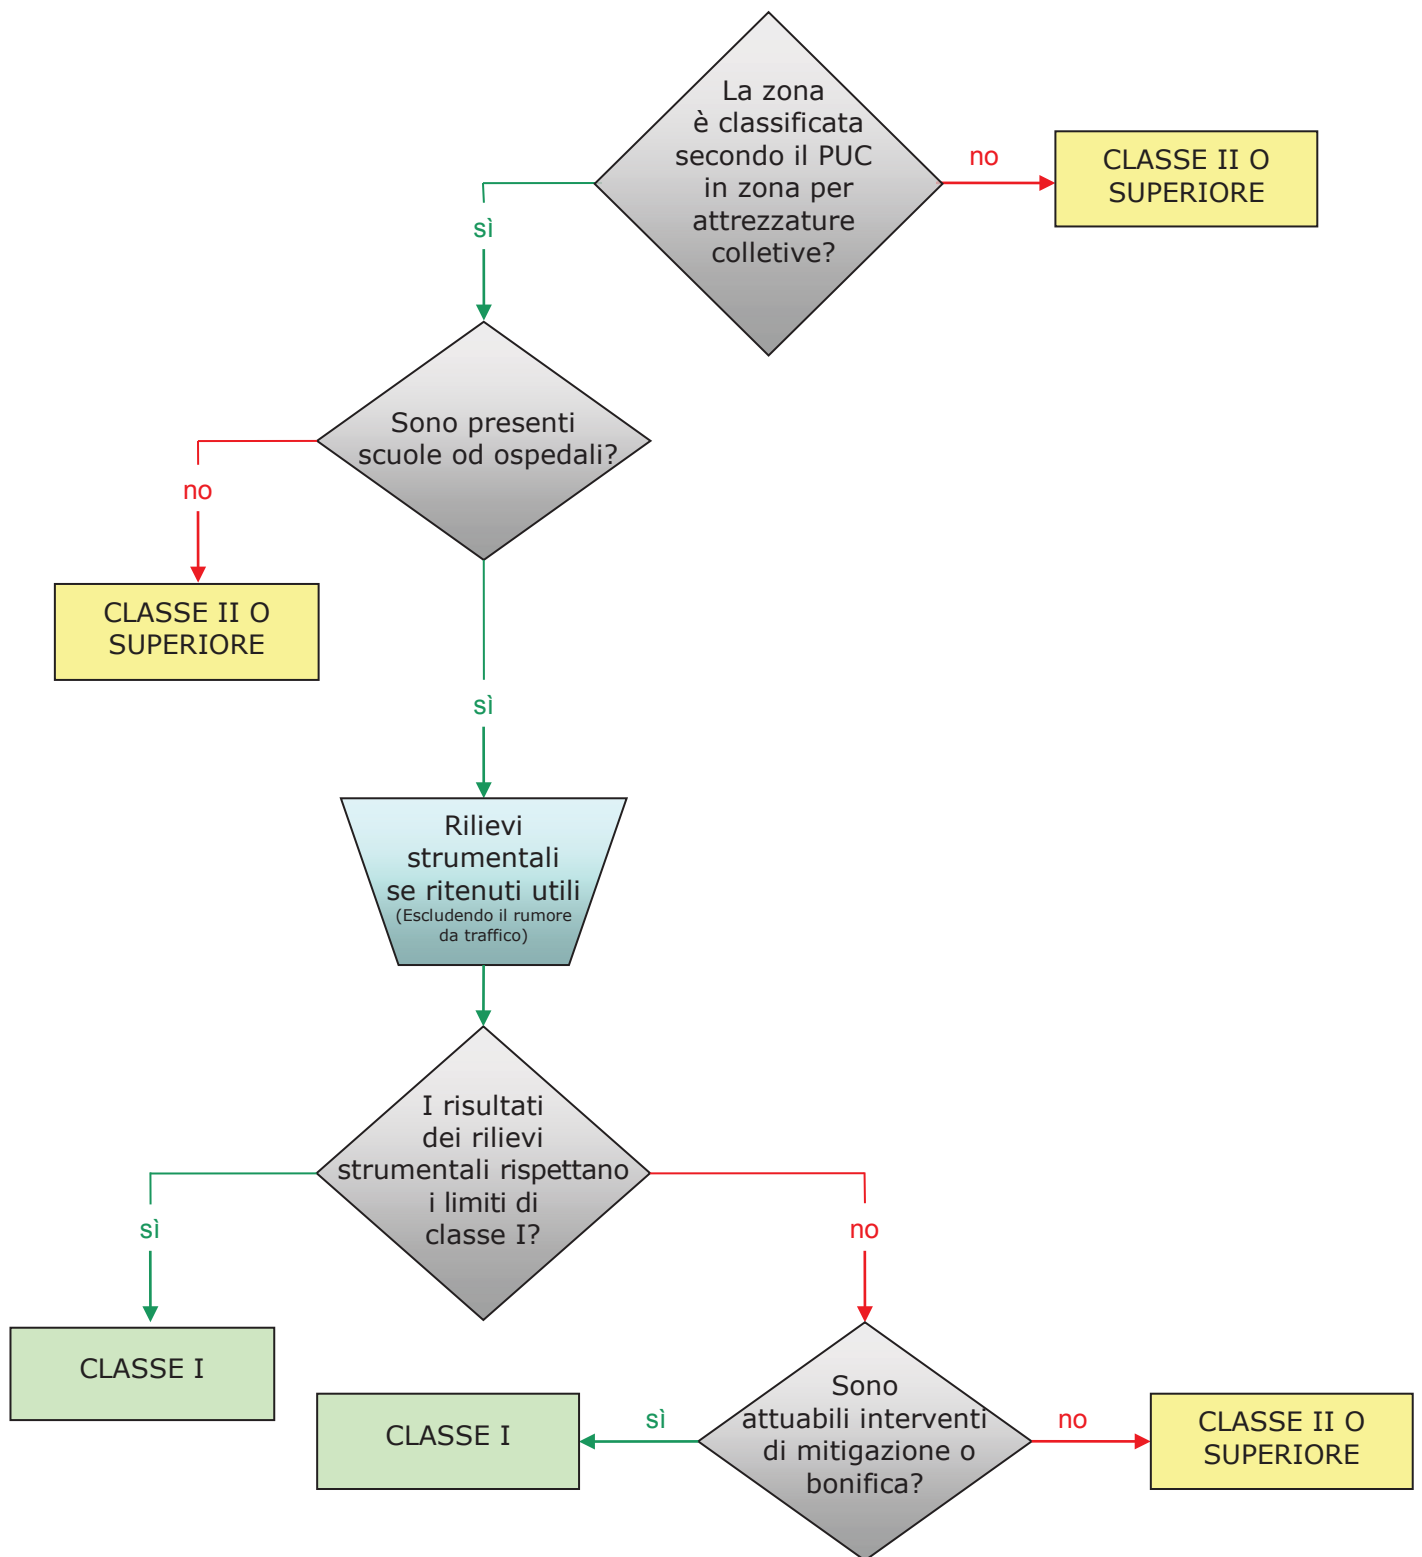 La zona
è classificata
secondo il PUC
in zona per
attrezzature
colletive?
no
CLASSE II O
SUPERIORE
sì
Sono presenti
scuole od ospedali?
no
CLASSE II O
SUPERIORE
sì
Rilievi
strumentali
se ritenuti utili
(Escludendo il rumore
da traffico)
I risultati
dei rilievi
strumentali rispettano
i limiti di
classe I?
sì
no
CLASSE I
Sono
attuabili interventi
di mitigazione o
bonifica?
sì
CLASSE I
no
CLASSE II O
SUPERIORE